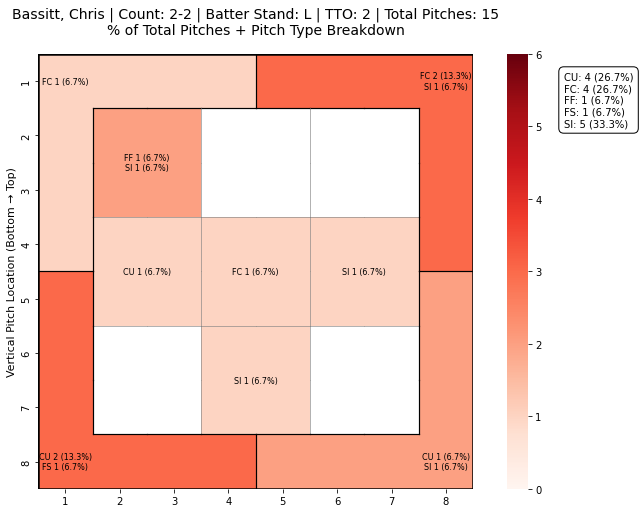 Bassitt, Chris | Count: 2-2 | Batter Stand: L | TTO: 2 | Total Pitches: 15
% of Total Pitches + Pitch Type Breakdown
FC 1 (6.7%)
FC 2 (13.3%)
SI 1 (6.7%)
FF 1 (6.7%)
SI 1 (6.7%)
CU 1 (6.7%)
FC 1 (6.7%)
SI 1 (6.7%)
SI 1 (6.7%)
CU 2 (13.3%)
FS 1 (6.7%)
CU 1 (6.7%)
SI 1 (6.7%)
Vertical Pitch Location (Bottom → Top)
1
2
3
4
5
6
7
8
1 2 3 4 5 6 7 8
6
5
4
3
2
1
0
CU: 4 (26.7%)
FC: 4 (26.7%)
FF: 1 (6.7%)
FS: 1 (6.7%)
SI: 5 (33.3%)